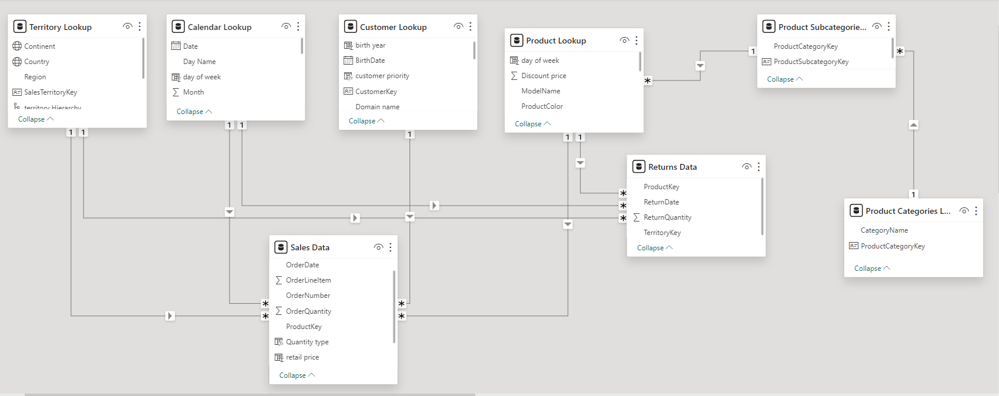 Territory Lookup
Continent
Country
Region
SalesTerritoryKey
territory Hierarchy
Collapse
Calendar Lookup
Date
Day Name
day of week
Month
Collapse
Customer Lookup
birth year
BirthDate
customer priority
CustomerKey
Domain name
Collapse
Product Lookup
day of week
Discount price
ModelName
ProductColor
Collapse
Product Subcategorie...
ProductCategoryKey
ProductSubcategoryKey
Collapse
1
*
*
1
1
1
1
1
1
1
Returns Data
ProductKey
ReturnDate
ReturnQuantity
TerritoryKey
Collapse
*
*
*
1
Product Categories L...
CategoryName
ProductCategoryKey
Collapse
Sales Data
OrderDate
OrderLineItem
OrderNumber
OrderQuantity
ProductKey
Quantity type
retail price
Collapse
*
*
*
*